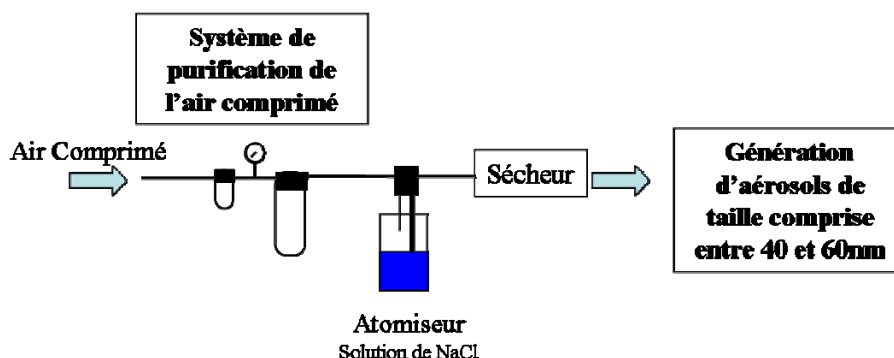 Système de
purification de
l'air comprimé
Air Comprimé
Sécheur
Génération
d'aérosols de
taille comprise
entre 40 et 60nm
Atomiseur
Solution de NaCl